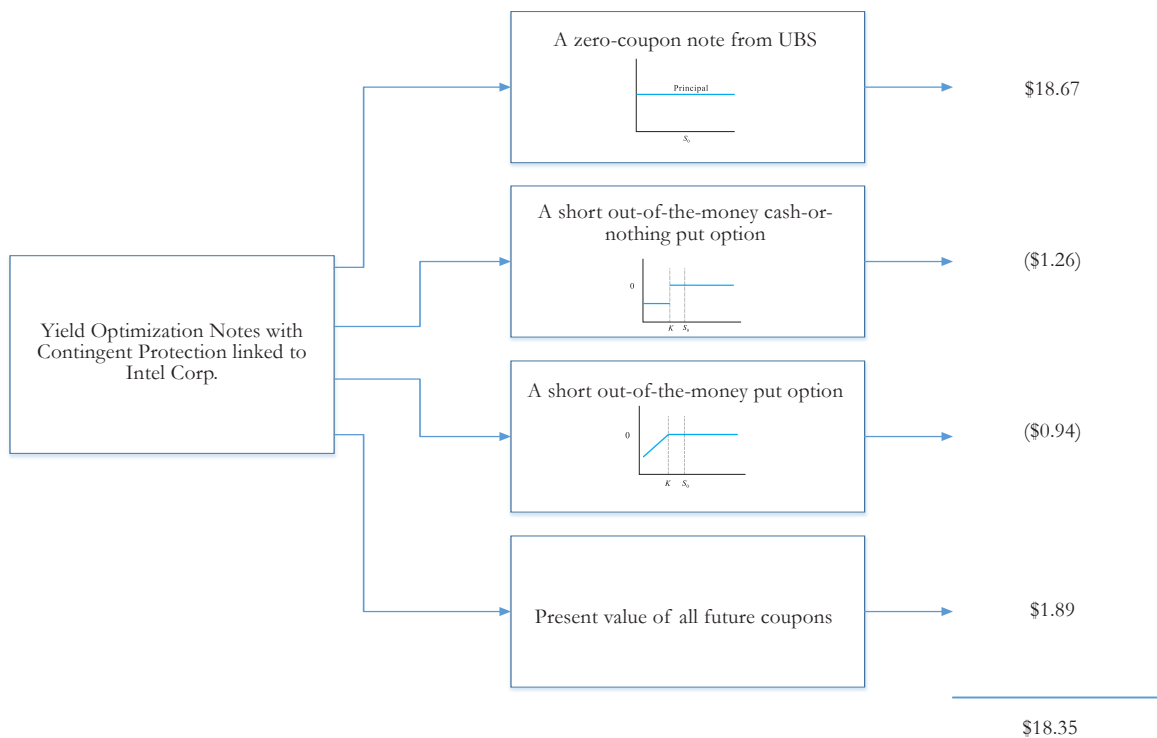 A zero-coupon note from UBS
Principal
S0
$18.67
A short out-of-the-money cash-or-
nothing put option
0
K S0
($1.26)
Yield Optimization Notes with
Contingent Protection linked to
Intel Corp.
A short out-of-the-money put option
0
K S0
($0.94)
Present value of all future coupons
$1.89
$18.35